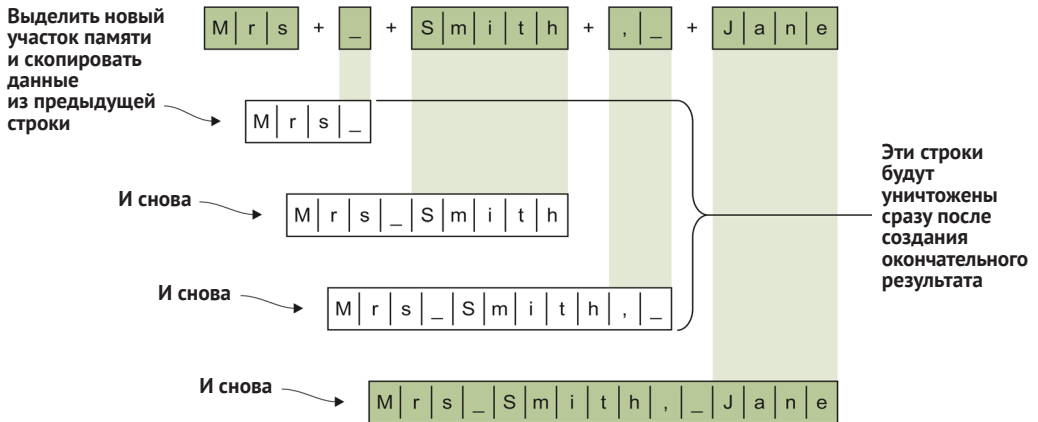 Выделить новый
участок памяти
и скопировать
данные
из предыдущей
строки
M r s + _ + S m i t h + , _ + J a n e
M r s _
И снова
M r s _ S m i t h
И снова
M r s _ S m i t h , _
И снова
M r s _ S m i t h , _ J a n e
Эти строки
будут
уничтожены
сразу после
создания
окончательного
результата